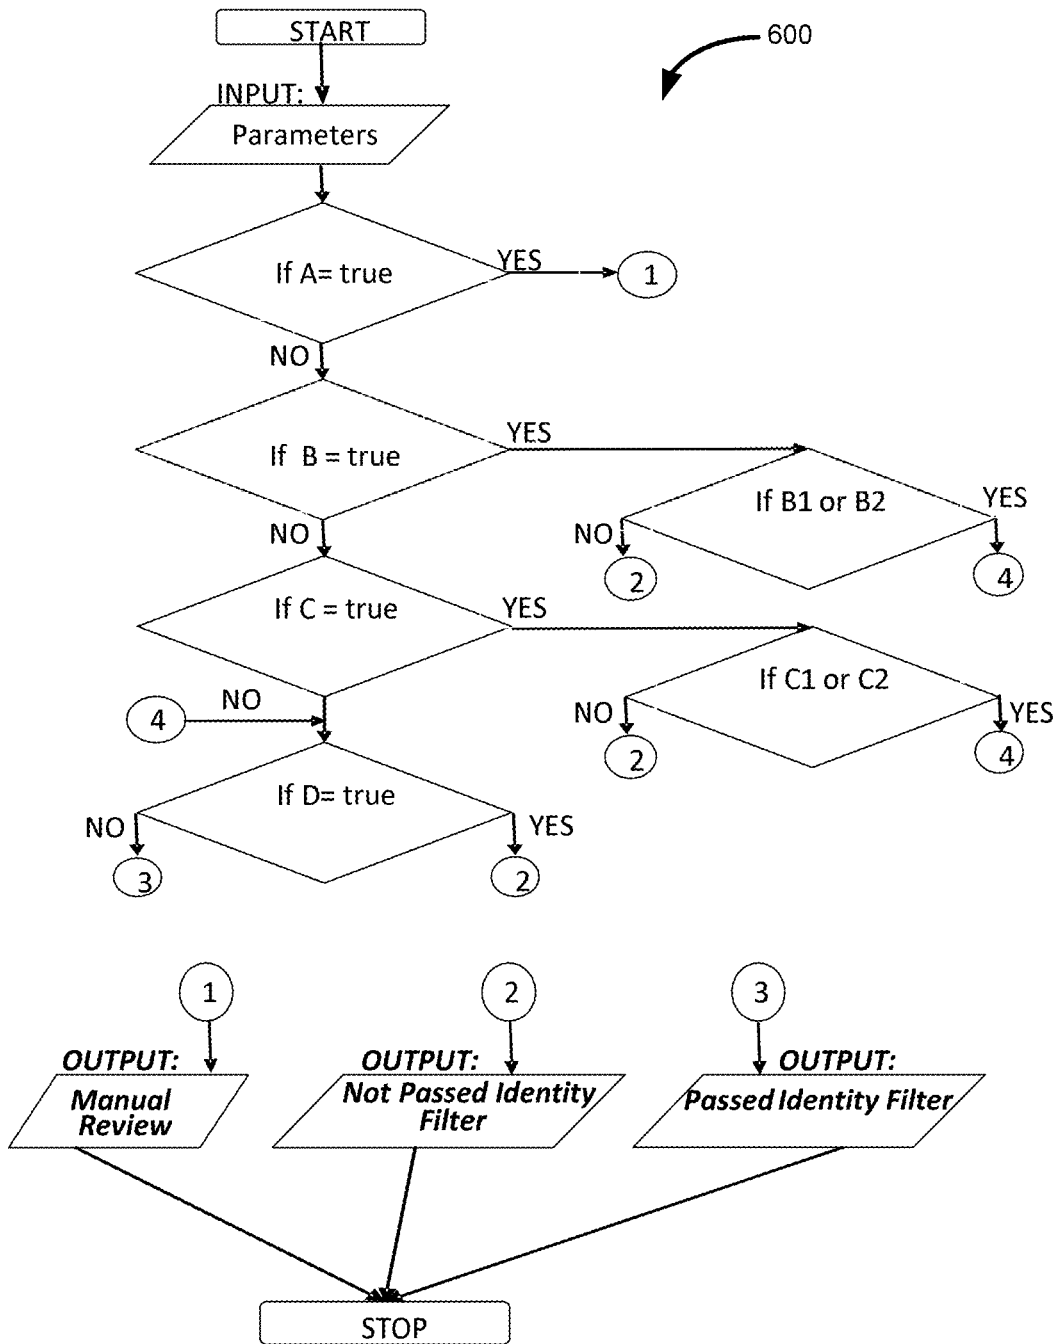 START
600
INPUT:
Parameters
If A= true
YES
1
NO
If B = true
YES
If B1 or B2
NO
2
YES
4
NO
If C = true
YES
If C1 or C2
NO
2
YES
4
NO
4
If D= true
NO
3
YES
2
1
2
3
OUTPUT:
Manual
Review
OUTPUT:
Not Passed Identity
Filter
OUTPUT:
Passed Identity Filter
STOP